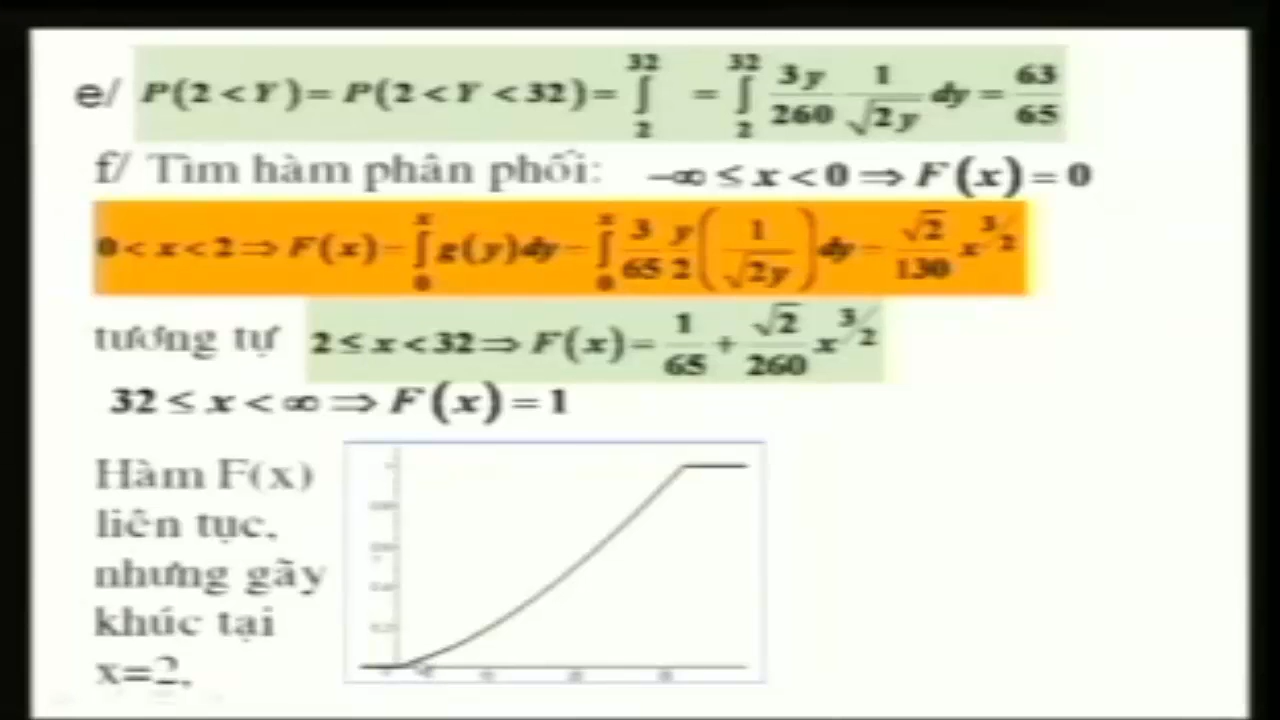 e/ P(2 < Y) = P(2 < Y < 32) = ∫₂³² = ∫₂³² 3y/260 1/√2y dy = 63/65
f/ Tìm hàm phân phối: −∞ ≤ x < 0 ⇒ F(x) = 0
0 < x < 2 ⇒ F(x) = ∫₀ˣ g(y)dy = ∫₀ˣ 3/65 y/2 (1/√2y) dy = √2/130 x^3/2
tương tự 2 ≤ x < 32 ⇒ F(x) = 1/65 + √2/260 x^3/2
32 ≤ x < ∞ ⇒ F(x) = 1
Hàm F(x)
liên tục,
nhưng gãy
khúc tại
x=2.